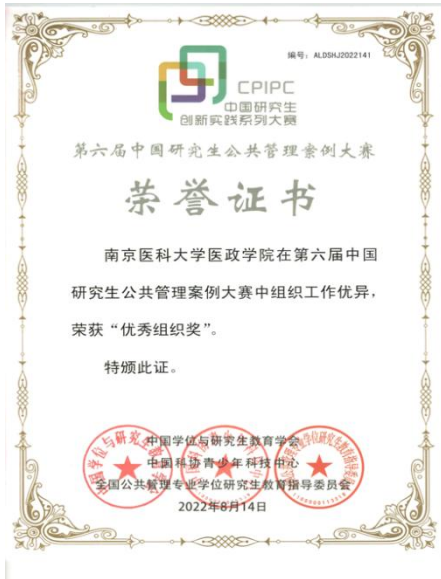 编号：ALDSHJ2022141
CPIPC
中国研究生
创新实践系列大赛
第六届中国研究生公共管理案例大赛
荣誉证书
南京医科大学医政学院在第六届中国
研究生公共管理案例大赛中组织工作优异，
荣获“优秀组织奖”。
特颁此证。
中国学位与研究生教育学会
中国科协青少年科技中心
全国公共管理专业学位研究生教育指导委员会
2022年8月14日